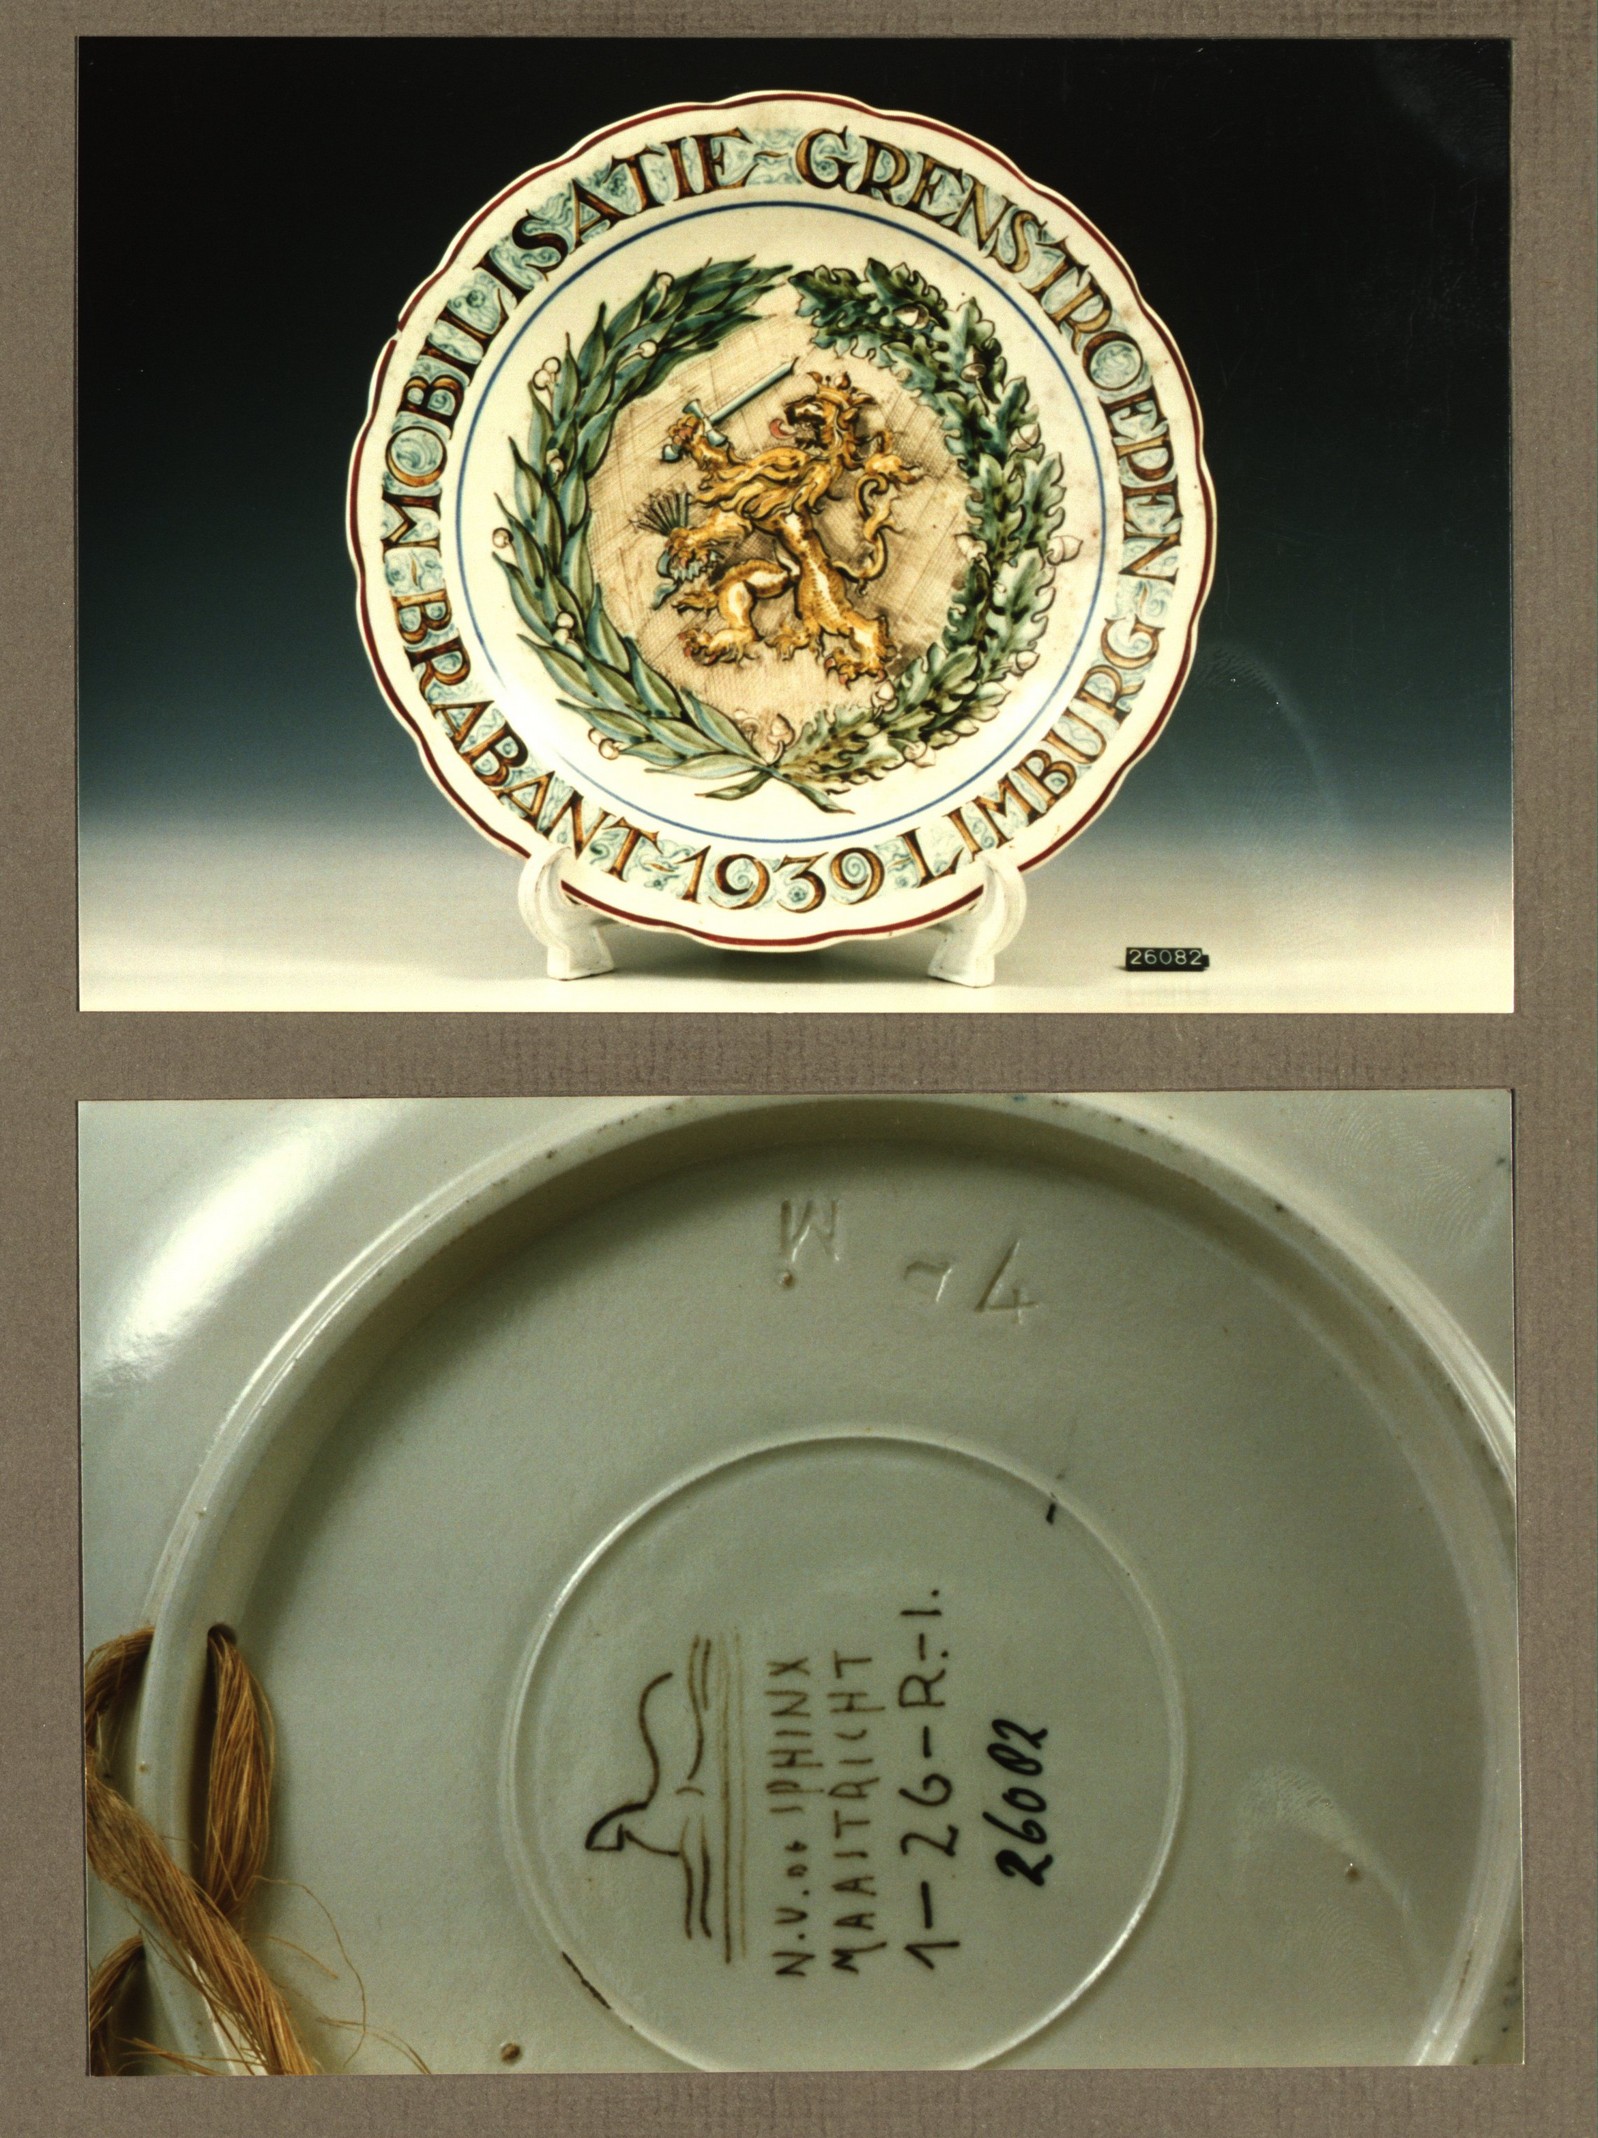 MOBILISATIE - GRENSTROEPEN - LIMBURG - 1939 - BRABANT -
26082
M.
N.V. DE SPHINX
MAASTRICHT
1-26-R-1.
26082